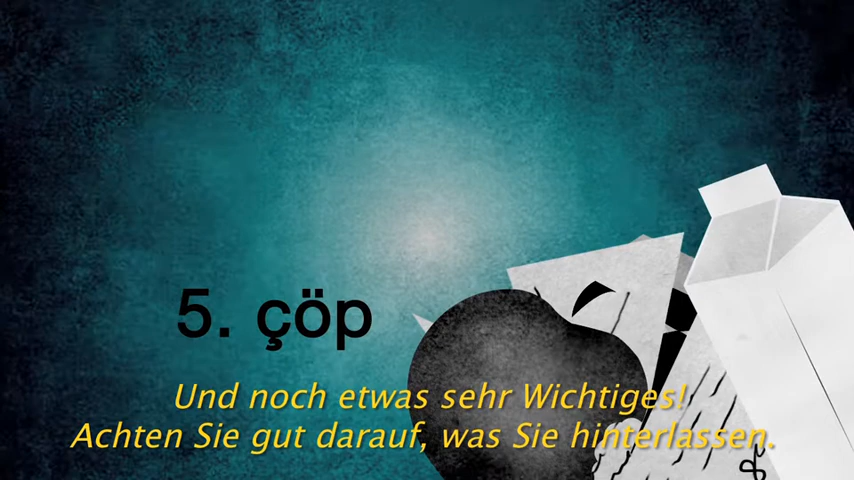 5. çöp
Und noch etwas sehr Wichtiges!
Achten Sie gut darauf, was Sie hinterlassen.